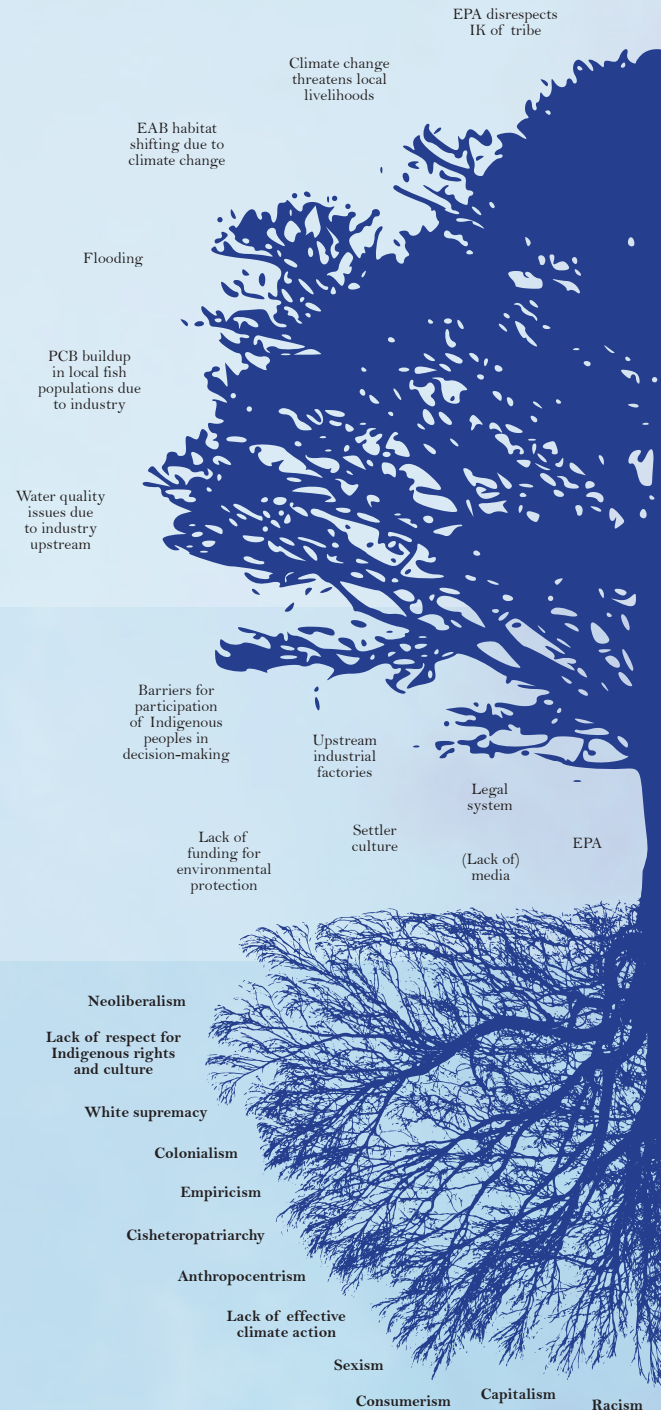 EPA disrespects
IK of tribe
Climate change
threatens local
livelihoods
EAB habitat
shifting due to
climate change
Flooding
PCB buildup
in local fish
populations due
to industry
Water quality
issues due
to industry
upstream
Barriers for
participation
of Indigenous
peoples in
decision-making
Upstream
industrial
factories
Legal
system
Lack of
funding for
environmental
protection
Settler
culture
(Lack of)
media
EPA
Neoliberalism
Lack of respect for
Indigenous rights
and culture
White supremacy
Colonialism
Empiricism
Cisheteropatriarchy
Anthropocentrism
Lack of effective
climate action
Sexism
Consumerism
Capitalism
Racism